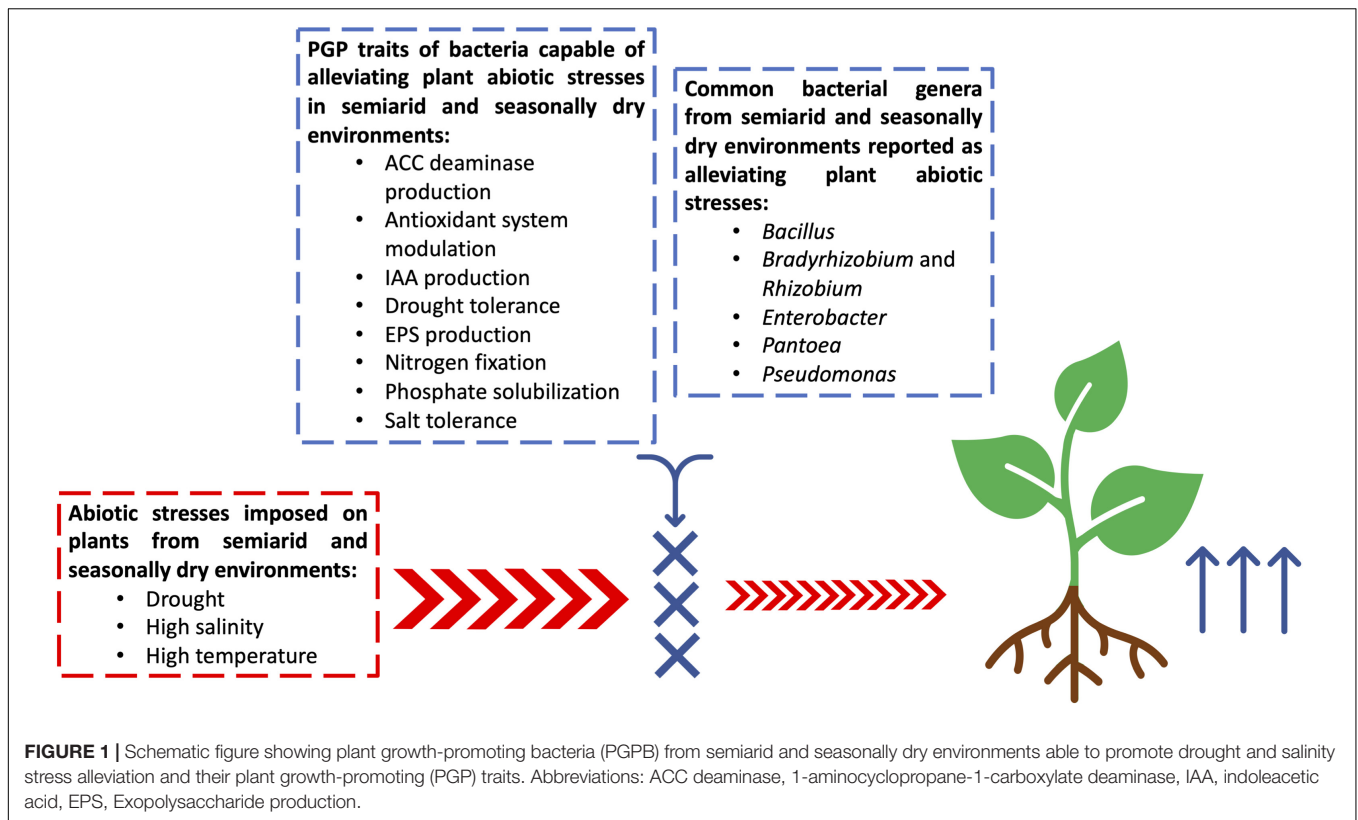 PGP traits of bacteria capable of
alleviating plant abiotic stresses
in semiarid and seasonally dry
environments:
• ACC deaminase
production
• Antioxidant system
modulation
• IAA production
• Drought tolerance
• EPS production
• Nitrogen fixation
• Phosphate solubilization
• Salt tolerance
Common bacterial genera
from semiarid and seasonally
dry environments reported as
alleviating plant abiotic
stresses:
• Bacillus
• Bradyrhizobium and
Rhizobium
• Enterobacter
• Pantoea
• Pseudomonas
Abiotic stresses imposed on
plants from semiarid and
seasonally dry environments:
• Drought
• High salinity
• High temperature
FIGURE 1 | Schematic figure showing plant growth-promoting bacteria (PGPB) from semiarid and seasonally dry environments able to promote drought and salinity
stress alleviation and their plant growth-promoting (PGP) traits. Abbreviations: ACC deaminase, 1-aminocyclopropane-1-carboxylate deaminase, IAA, indoleacetic
acid, EPS, Exopolysaccharide production.